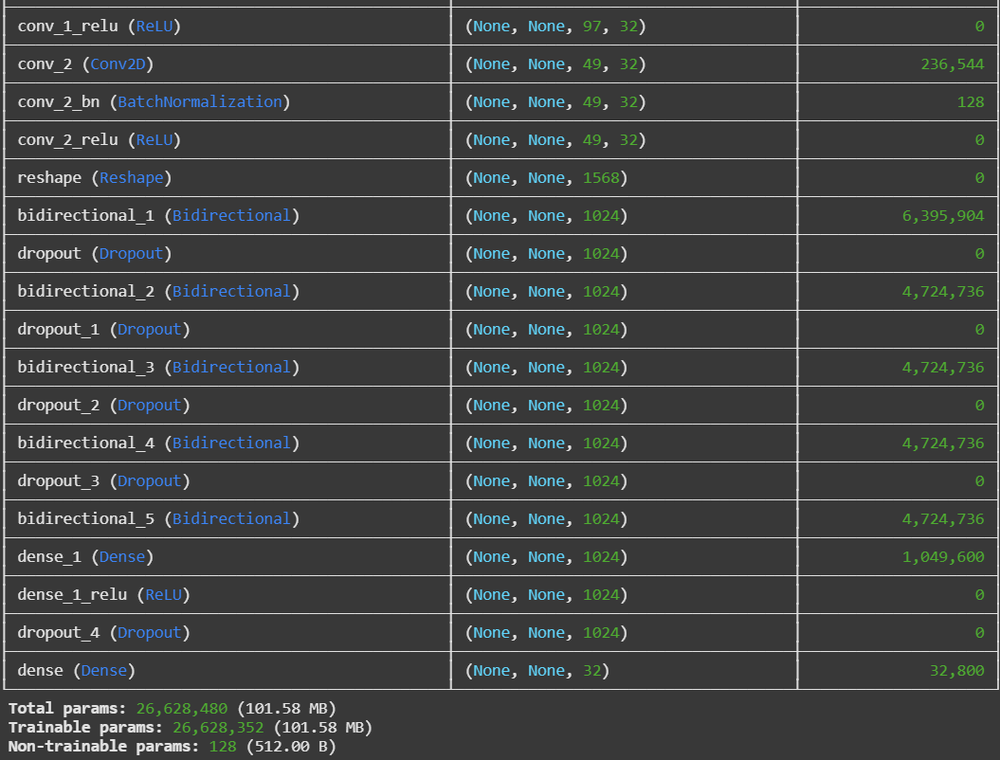 conv_1_relu (ReLU) (None, None, 97, 32) 0
conv_2 (Conv2D) (None, None, 49, 32) 236,544
conv_2_bn (BatchNormalization) (None, None, 49, 32) 128
conv_2_relu (ReLU) (None, None, 49, 32) 0
reshape (Reshape) (None, None, 1568) 0
bidirectional_1 (Bidirectional) (None, None, 1024) 6,395,904
dropout (Dropout) (None, None, 1024) 0
bidirectional_2 (Bidirectional) (None, None, 1024) 4,724,736
dropout_1 (Dropout) (None, None, 1024) 0
bidirectional_3 (Bidirectional) (None, None, 1024) 4,724,736
dropout_2 (Dropout) (None, None, 1024) 0
bidirectional_4 (Bidirectional) (None, None, 1024) 4,724,736
dropout_3 (Dropout) (None, None, 1024) 0
bidirectional_5 (Bidirectional) (None, None, 1024) 4,724,736
dense_1 (Dense) (None, None, 1024) 1,049,600
dense_1_relu (ReLU) (None, None, 1024) 0
dropout_4 (Dropout) (None, None, 1024) 0
dense (Dense) (None, None, 32) 32,800
Total params: 26,628,480 (101.58 MB)
Trainable params: 26,628,352 (101.58 MB)
Non-trainable params: 128 (512.00 B)